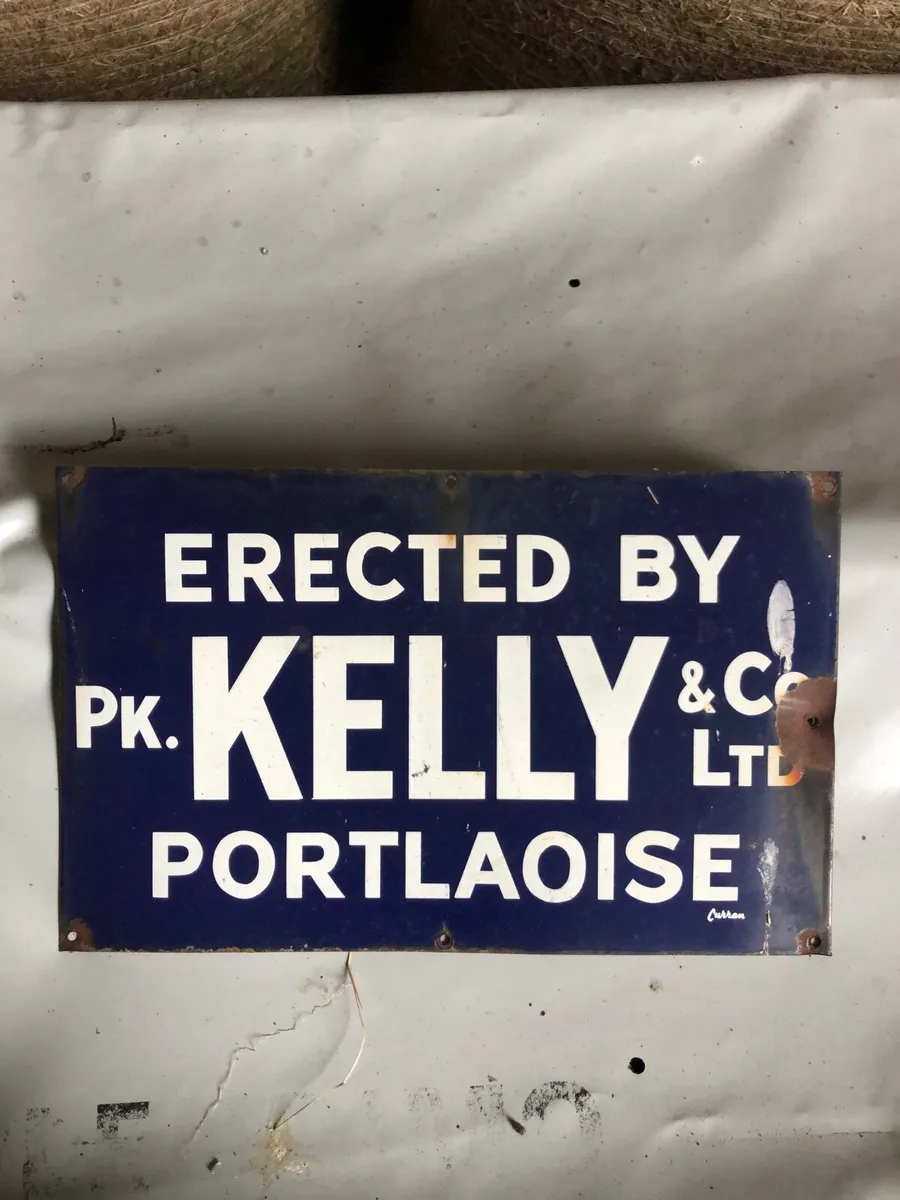 ERECTED BY
PK. KELLY & Co
LTD
PORTLAOISE
Curran